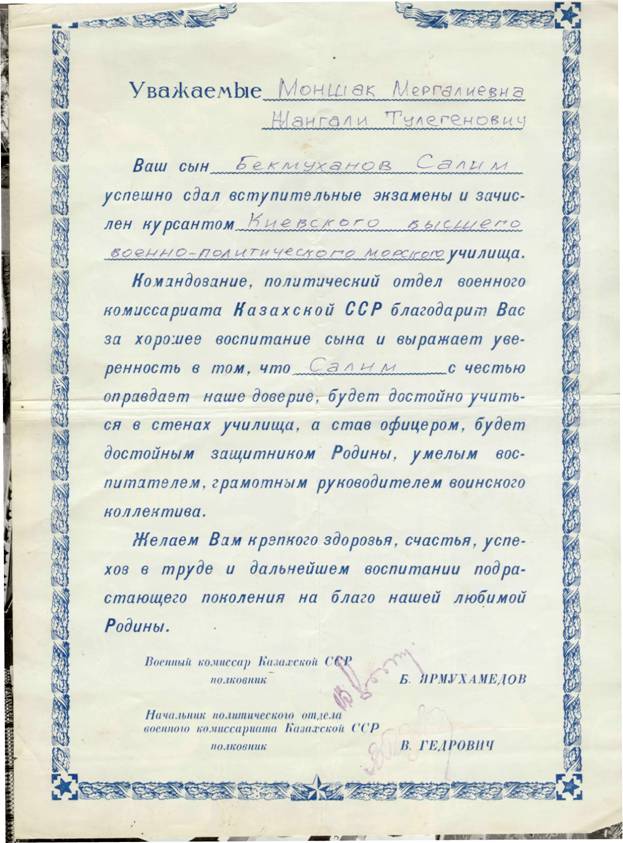 Уважаемые Моншак Мергалиевна
Жангали Тулегенович
Ваш сын Бекмуханов Салим
успешно сдал вступительные экзамены и зачис-
лен курсантом Киевского высшего
военно-политического морского училища.
Командование, политический отдел военного
комиссариата Казахской ССР благодарит Вас
за хорошее воспитание сына и выражает уве-
ренность в том, что Салим с честью
оправдает наше доверие, будет достойно учить-
ся в стенах училища, а став офицером, будет
достойным защитником Родины, умелым вос-
питателем, грамотным руководителем воинского
коллектива.
Желаем Вам крепкого здоровья, счастья, успе-
хов в труде и дальнейшем воспитании подра-
стающего поколения на благо нашей любимой
Родины.
Военный комиссар Казахской ССР
полковник Б. ЯРМУХАМЕДОВ
Начальник политического отдела
военного комиссариата Казахской ССР
полковник В. ГЕДРОВИЧ